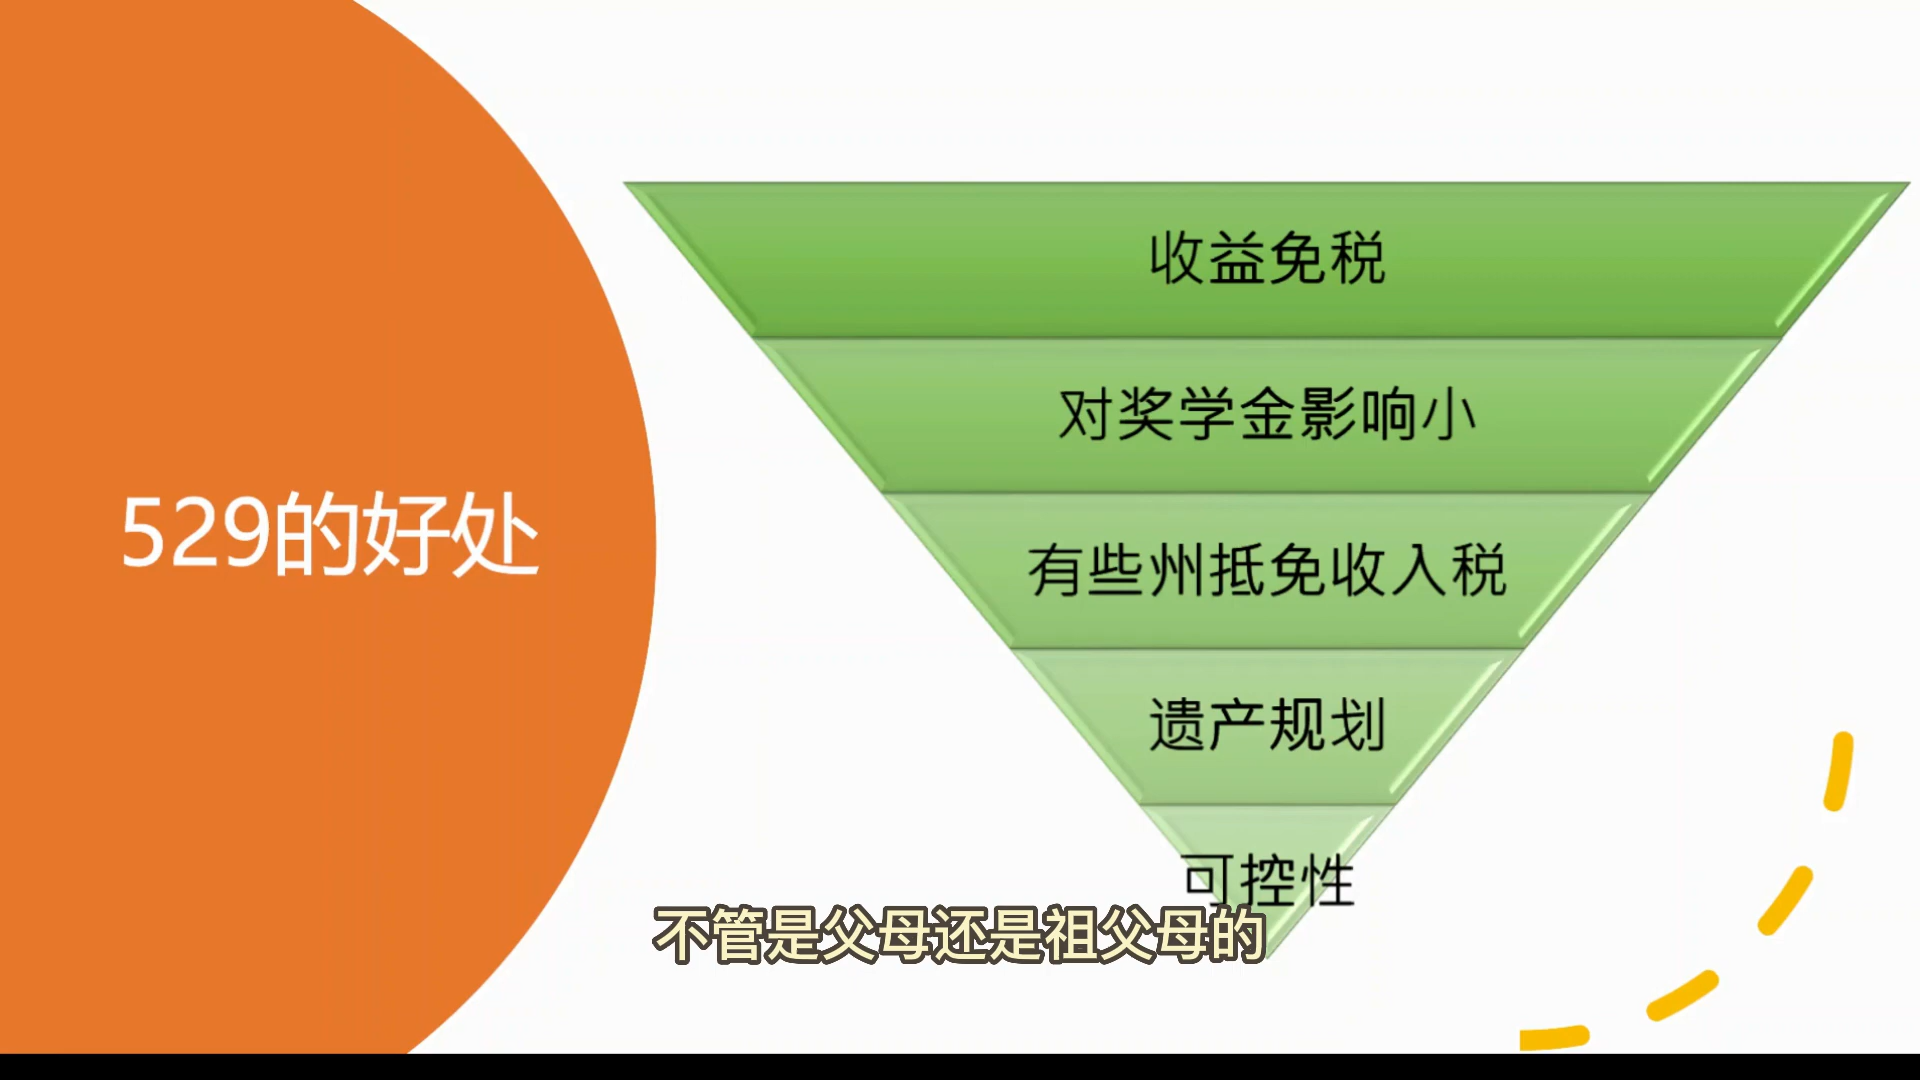 529的好处
收益免税
对奖学金影响小
有些州抵免收入税
遗产规划
可控性
不管是父母还是祖父母的